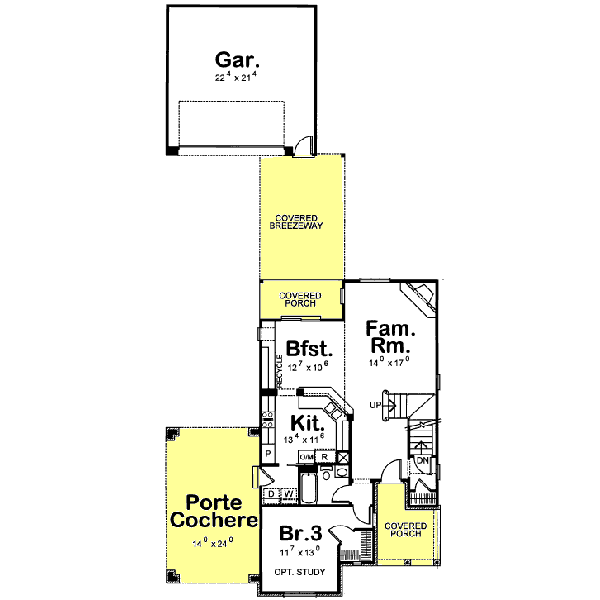 Gar.
22⁴ x 21⁴
COVERED
BREEZEWAY
COVERED
PORCH
Fam.
Rm.
14⁰ x 17⁰
Bfst.
12⁷ x 10⁶
RECYCLE
UP
Kit.
13⁴ x 11⁶
P
O/M
R
DN
D
W
Porte
Cochere
14⁰ x 24⁰
COVERED
PORCH
Br.3
11⁷ x 13⁰
OPT. STUDY